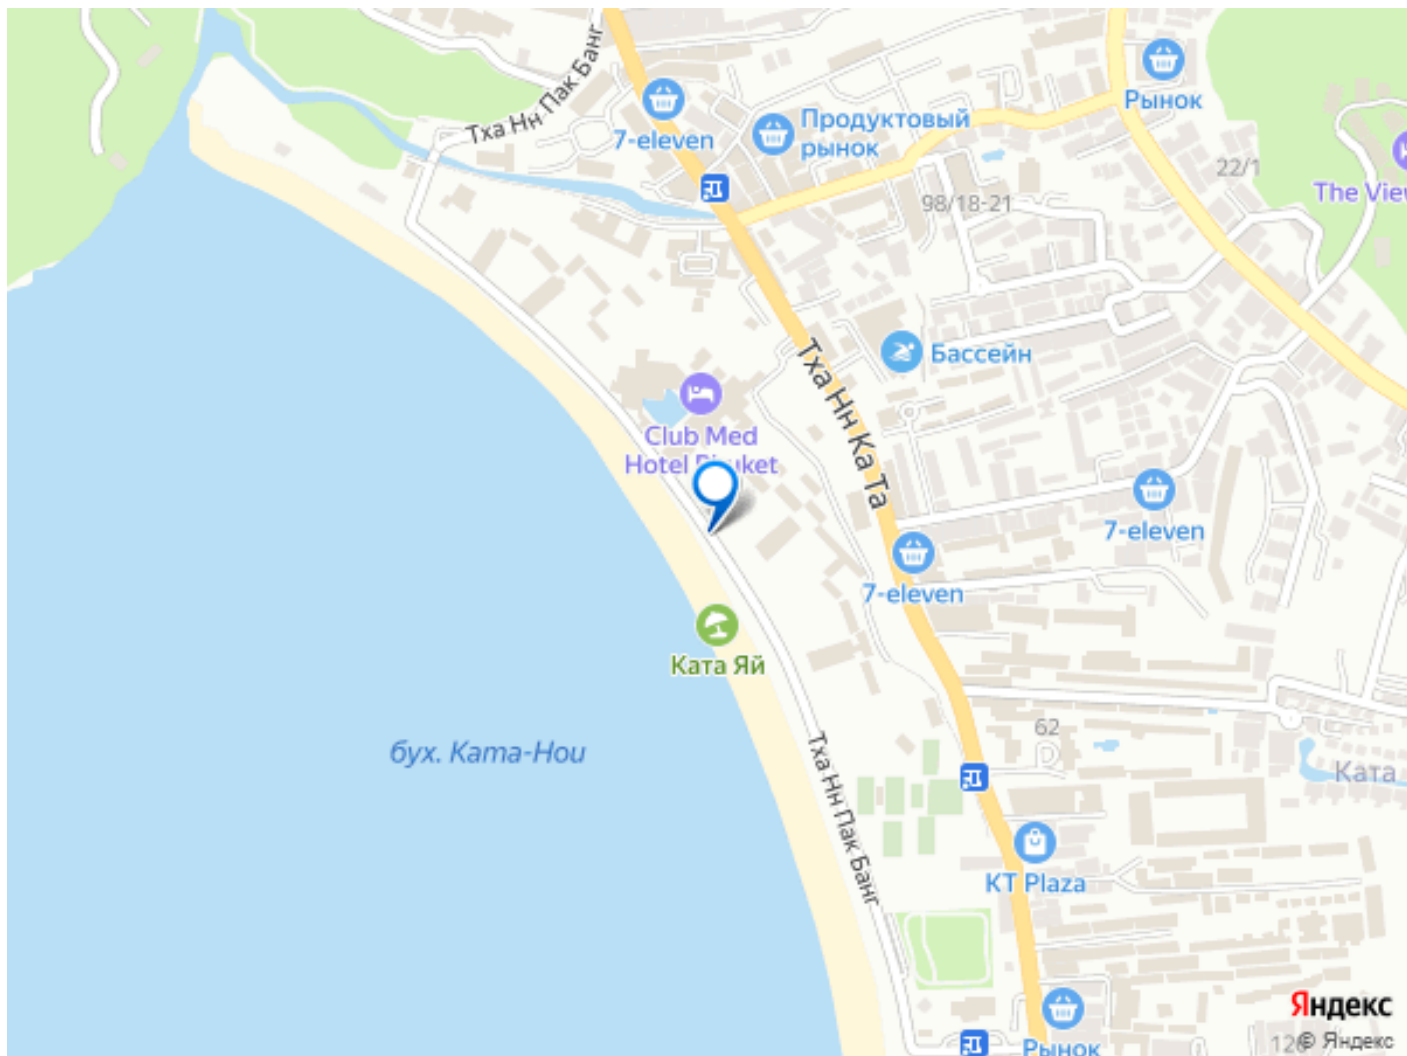 Тха Нн Пак Банг
7-eleven
Продуктовый
рынок
Рынок
22/1
The View
98/18-21
Бассейн
Тха Нн Ка Та
Club Med
Hotel Phuket
7-eleven
7-eleven
Ката Яй
бух. Ката-Нои
Тха Нн Пак Банг
62
Ката
KT Plaza
Рынок
Яндекс
© Яндекс